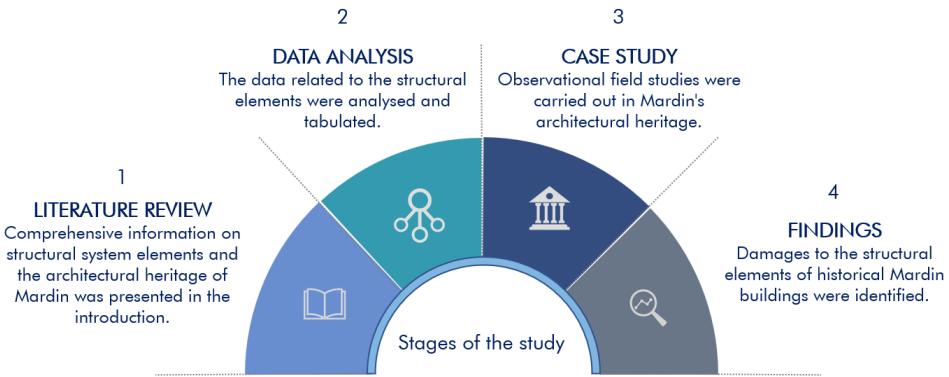 1
LITERATURE REVIEW
Comprehensive information on
structural system elements and
the architectural heritage of
Mardin was presented in the
introduction.
2
DATA ANALYSIS
The data related to the structural
elements were analysed and
tabulated.
3
CASE STUDY
Observational field studies were
carried out in Mardin's
architectural heritage.
4
FINDINGS
Damages to the structural
elements of historical Mardin
buildings were identified.
Stages of the study